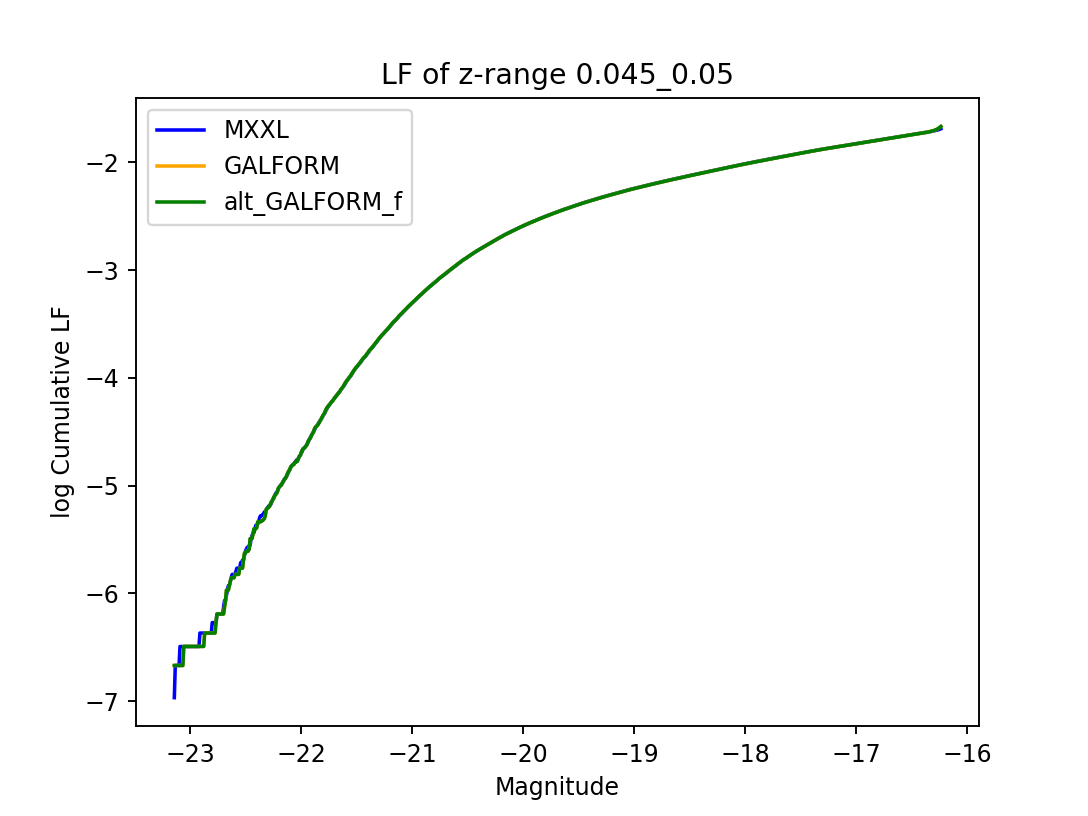 LF of z-range 0.045_0.05
MXXL
GALFORM
alt_GALFORM_f
log Cumulative LF
−2
−3
−4
−5
−6
−7
−23 −22 −21 −20 −19 −18 −17 −16
Magnitude